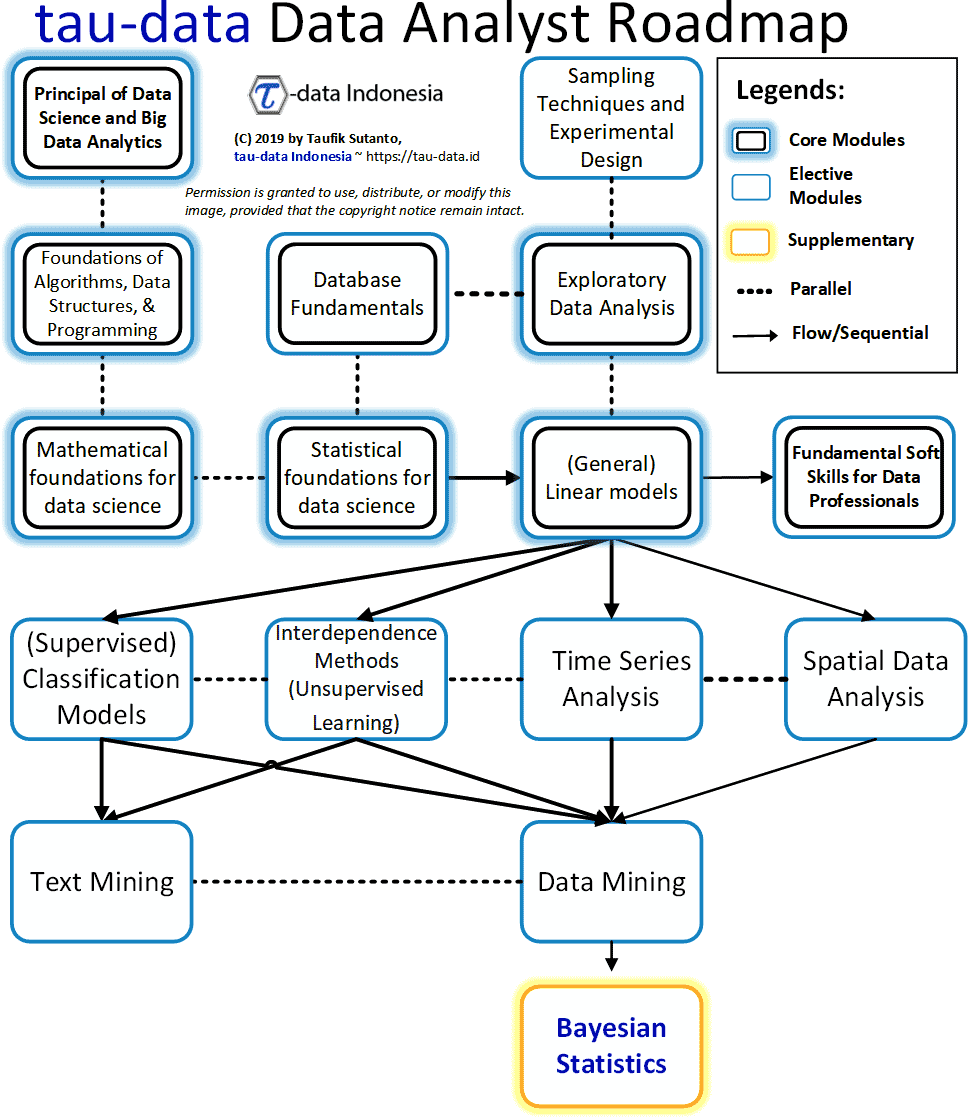 tau-data Data Analyst Roadmap
Principal of Data
Science and Big
Data Analytics
τ-data Indonesia
(C) 2019 by Taufik Sutanto,
tau-data Indonesia ~ https://tau-data.id
Permission is granted to use, distribute, or modify this
image, provided that the copyright notice remain intact.
Sampling
Techniques and
Experimental
Design
Legends:
Core Modules
Elective
Modules
Supplementary
Parallel
Flow/Sequential
Foundations of
Algorithms, Data
Structures, &
Programming
Database
Fundamentals
Exploratory
Data Analysis
Mathematical
foundations for
data science
Statistical
foundations for
data science
(General)
Linear models
Fundamental Soft
Skills for Data
Professionals
(Supervised)
Classification
Models
Interdependence
Methods
(Unsupervised
Learning)
Time Series
Analysis
Spatial Data
Analysis
Text Mining
Data Mining
Bayesian
Statistics